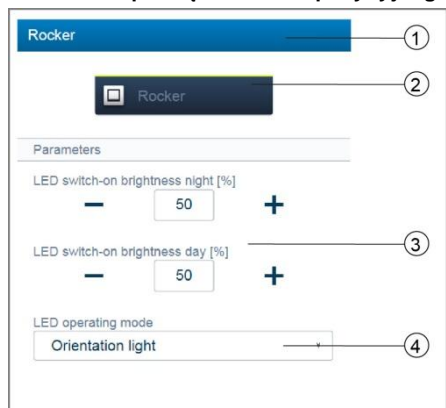 Rocker
1
Rocker
2
Parameters
LED switch-on brightness night [%]
− 50 +
LED switch-on brightness day [%]
3
− 50 +
LED operating mode
Orientation light
4